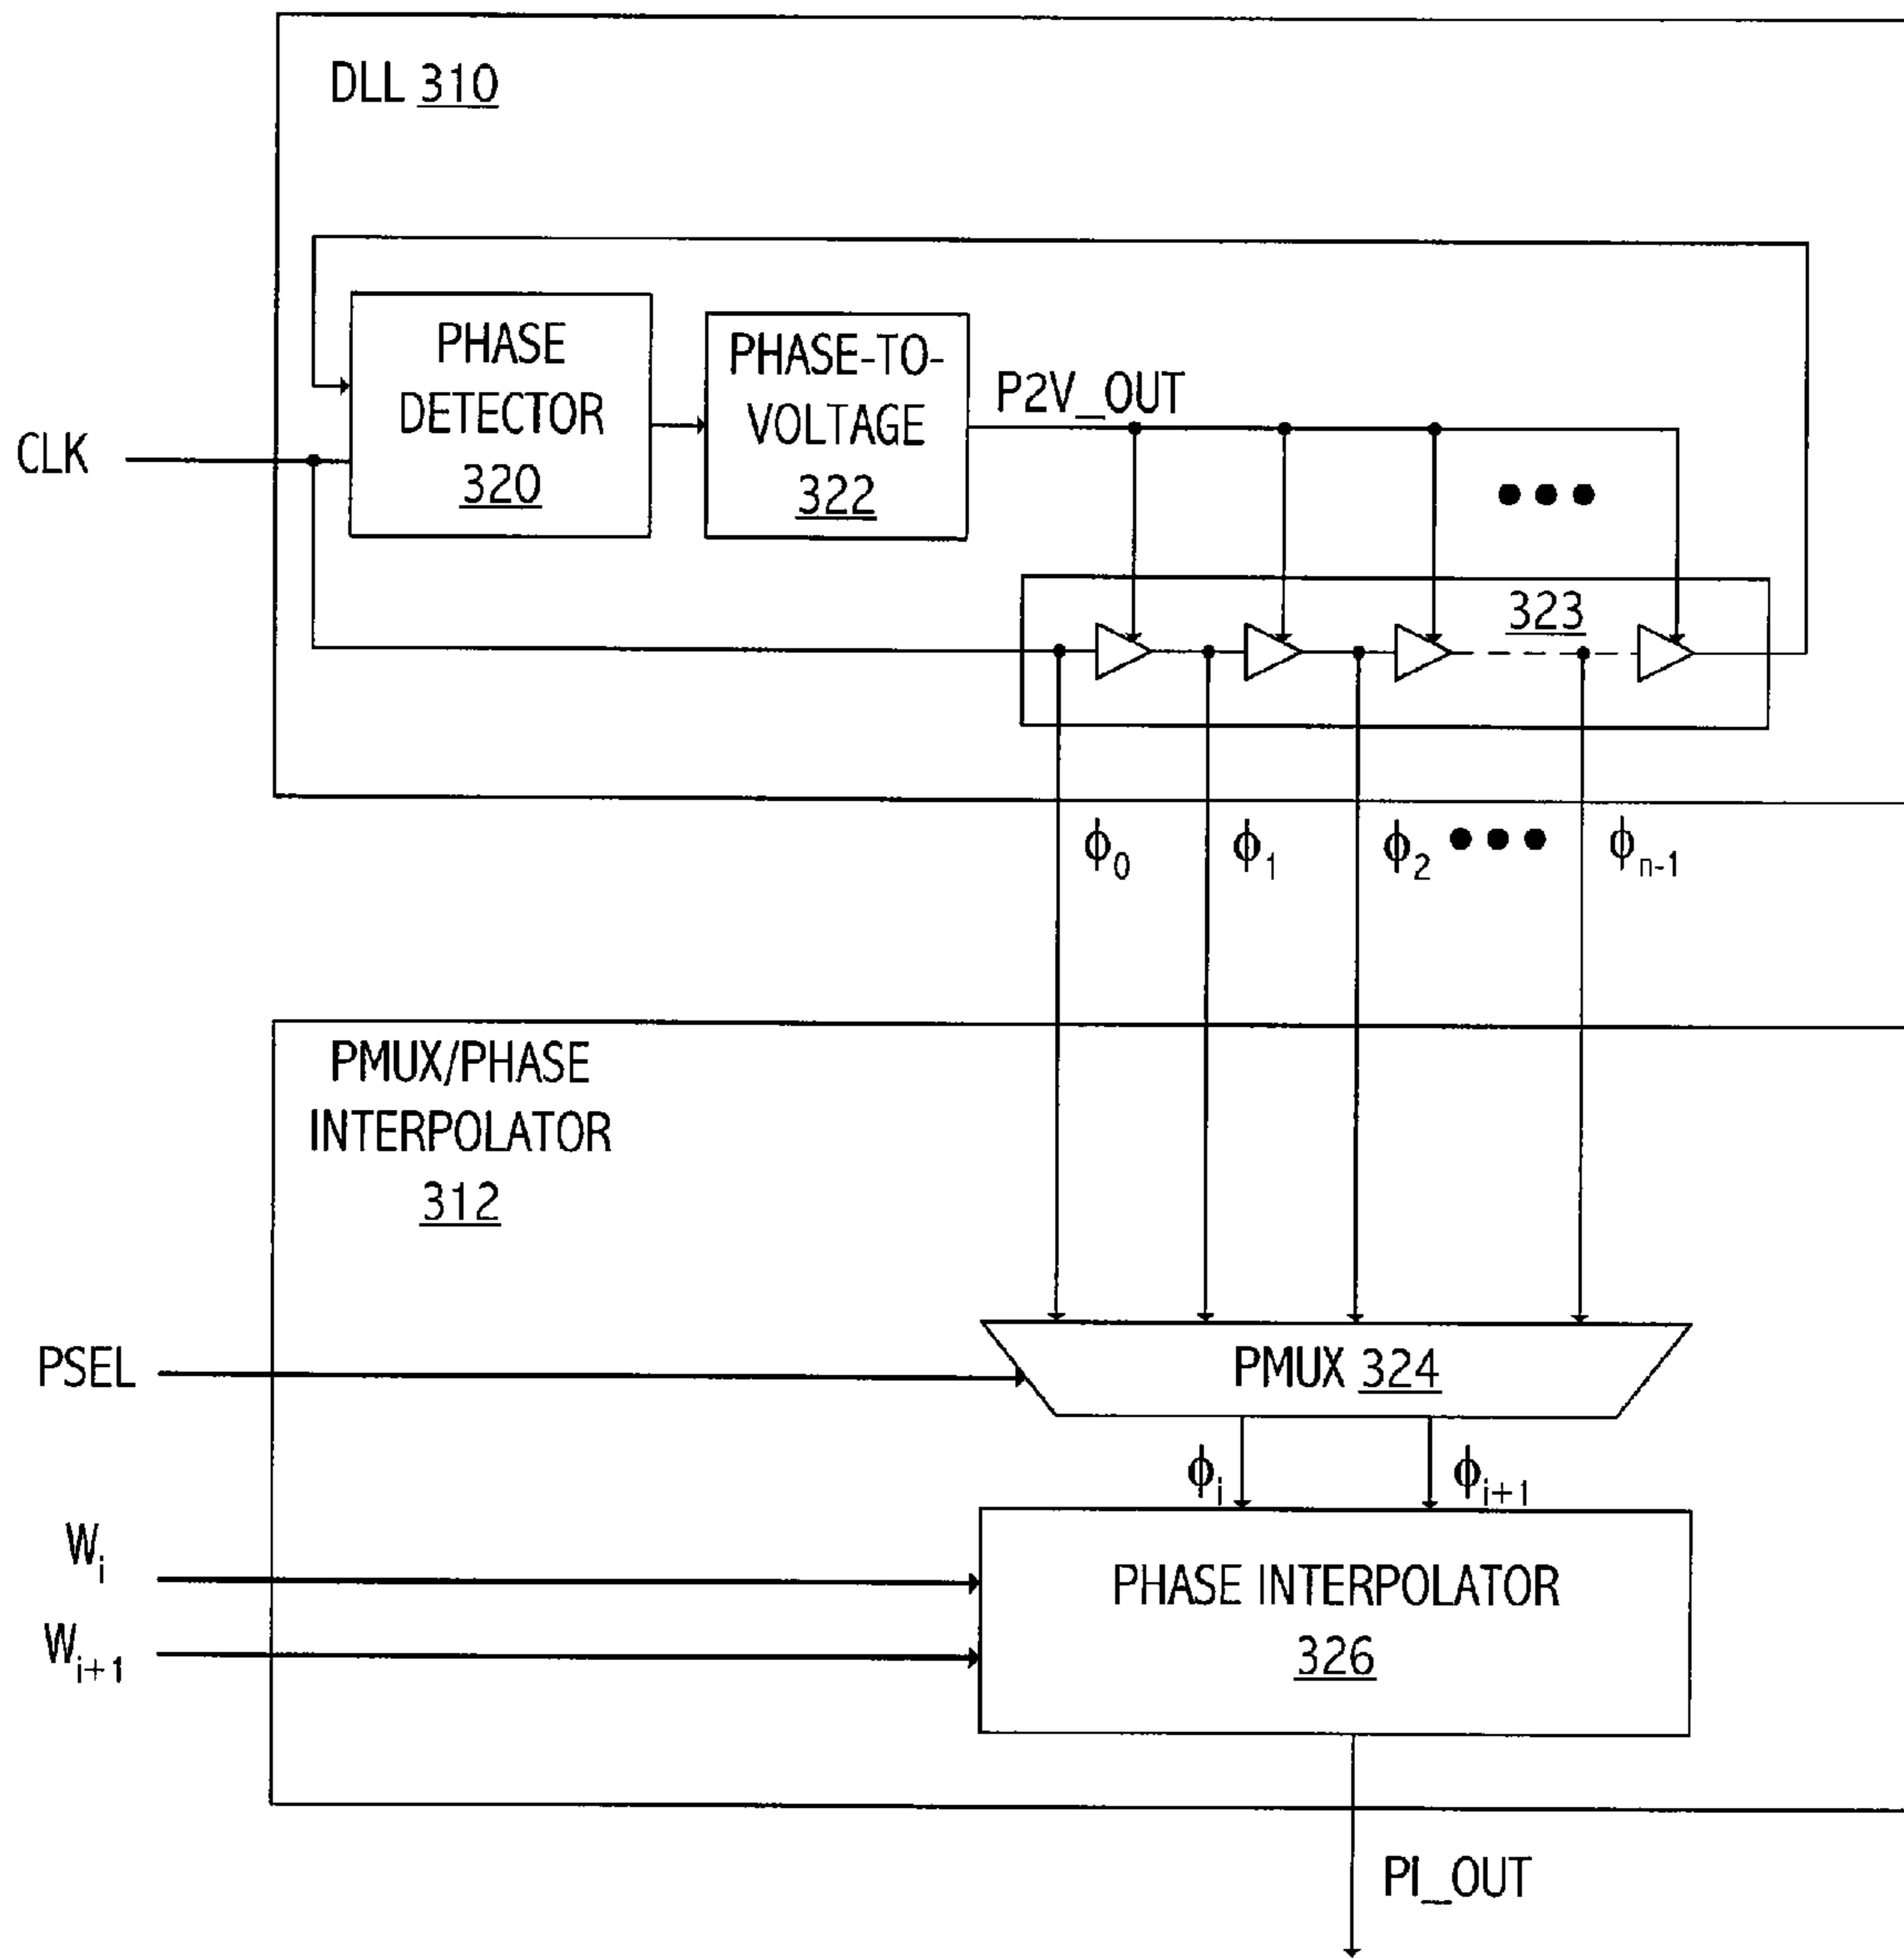 DLL 310
PHASE
DETECTOR
320
PHASE-TO-
VOLTAGE
322
P2V_OUT
CLK
323
ϕ0
ϕ1
ϕ2
ϕn-1
PMUX/PHASE
INTERPOLATOR
312
PSEL
PMUX 324
ϕi
ϕi+1
Wi
Wi+1
PHASE INTERPOLATOR
326
PI_OUT